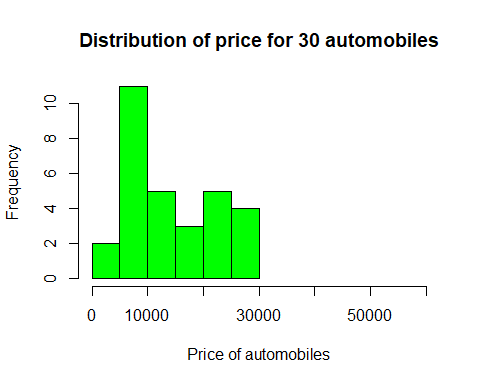 Distribution of price for 30 automobiles
Frequency
10
8
6
4
2
0
0 10000 30000 50000
Price of automobiles